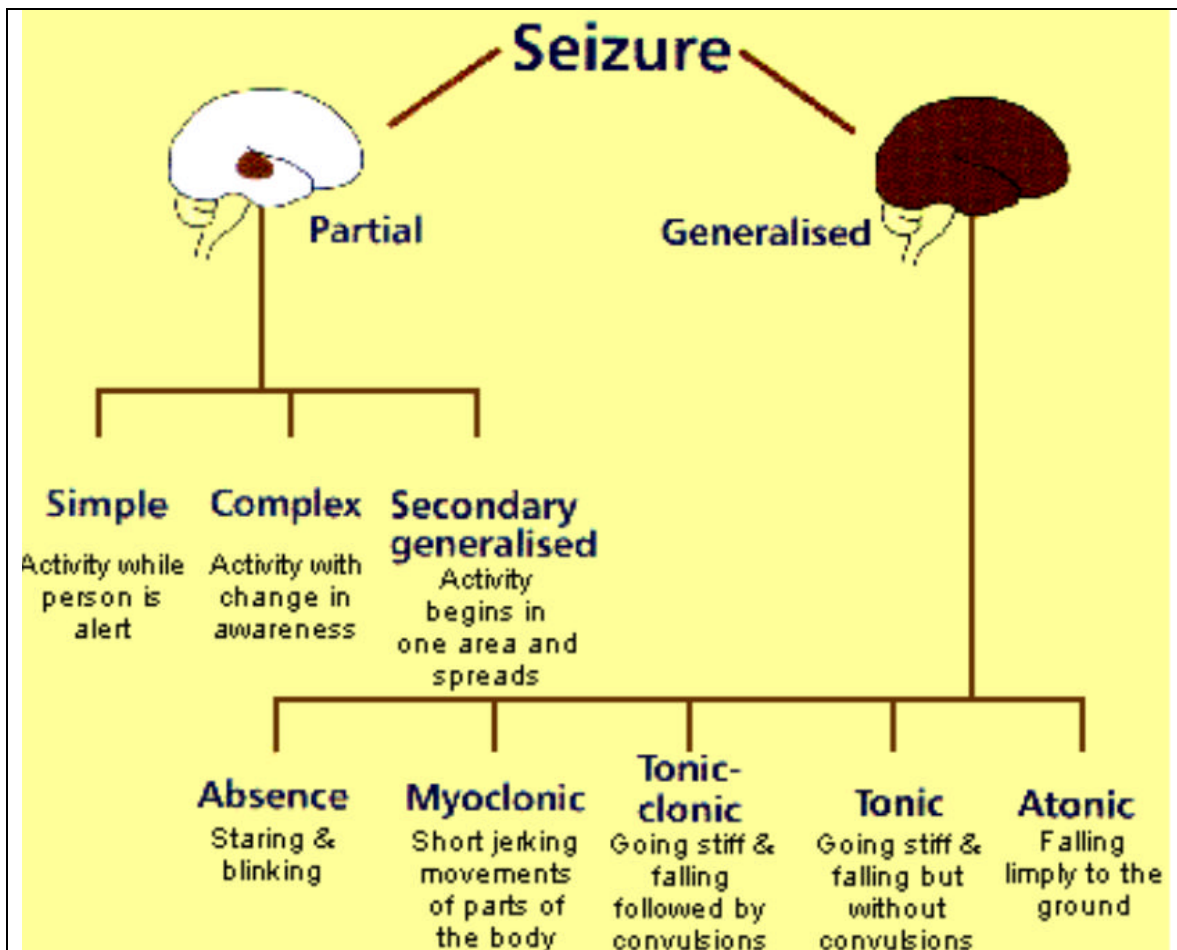 Seizure
Partial
Generalised
Simple
Activity while
person is
alert
Complex
Activity with
change in
awareness
Secondary
generalised
Activity
begins in
one area and
spreads
Absence
Staring &
blinking
Myoclonic
Short jerking
movements
of parts of
the body
Tonic-
clonic
Going stiff &
falling
followed by
convulsions
Tonic
Going stiff &
falling but
without
convulsions
Atonic
Falling
limply to the
ground